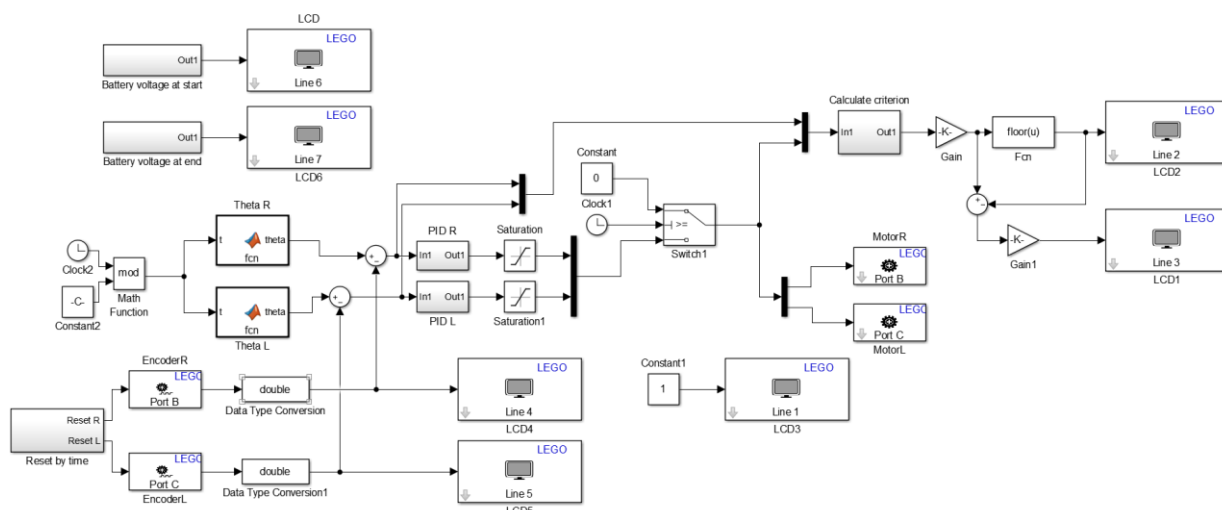 LCD
LEGO
Out1
Line 6
Battery voltage at start
LEGO
Out1
Line 7
Battery voltage at end
LCD6
Calculate criterion
In1
Out1
-K-
Gain
floor(u)
Fcn
LEGO
Line 2
LCD2
Constant
0
Clock1
>=
Switch1
Theta R
t
theta
fcn
Clock2
mod
Math
Function
-C-
Constant2
t
theta
fcn
Theta L
+
-
+
-
PID R
In1
Out1
Saturation
In1
Out1
PID L
Saturation1
+
-
-K-
Gain1
LEGO
Line 3
LCD1
MotorR
LEGO
Port B
LEGO
Port C
MotorL
EncoderR
LEGO
Port B
double
Data Type Conversion
LEGO
Line 4
LCD4
Constant1
1
LEGO
Line 1
LCD3
Reset R
Reset L
Reset by time
LEGO
Port C
EncoderL
double
Data Type Conversion1
LEGO
Line 5
LCD5